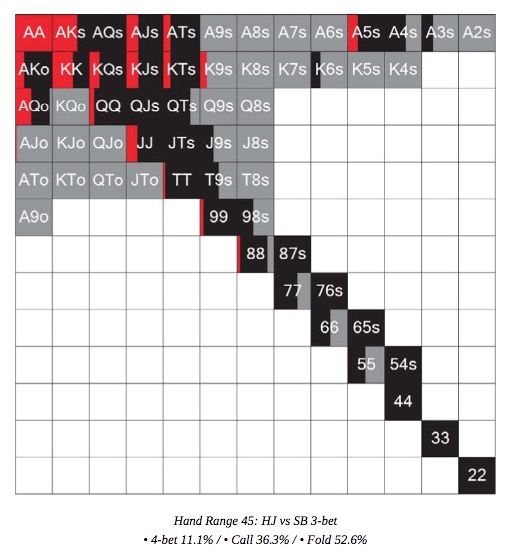 AA AKs AQs AJs ATs A9s A8s A7s A6s A5s A4s A3s A2s
AKo KK KQs KJs KTs K9s K8s K7s K6s K5s K4s
AQo KQo QQ QJs QTs Q9s Q8s
AJo KJo QJo JJ JTs J9s J8s
ATo KTo QTo JTo TT T9s T8s
A9o 99 98s
88 87s
77 76s
66 65s
55 54s
44
33
22
Hand Range 45: HJ vs SB 3-bet
• 4-bet 11.1% / • Call 36.3% / • Fold 52.6%